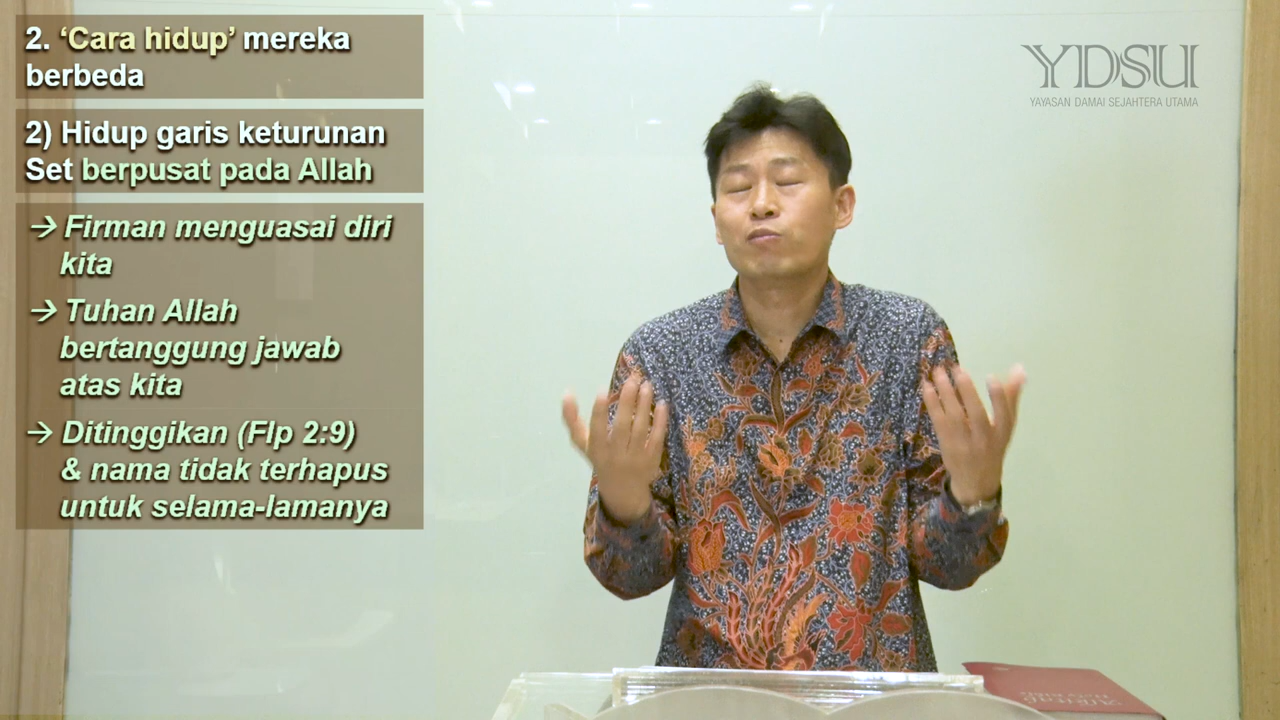 2. ‘Cara hidup’ mereka
berbeda
2) Hidup garis keturunan
Set berpusat pada Allah
→ Firman menguasai diri
kita
→ Tuhan Allah
bertanggung jawab
atas kita
→ Ditinggikan (Flp 2:9)
& nama tidak terhapus
untuk selama-lamanya
YDSU
YAYASAN DAMAI SEJAHTERA UTAMA